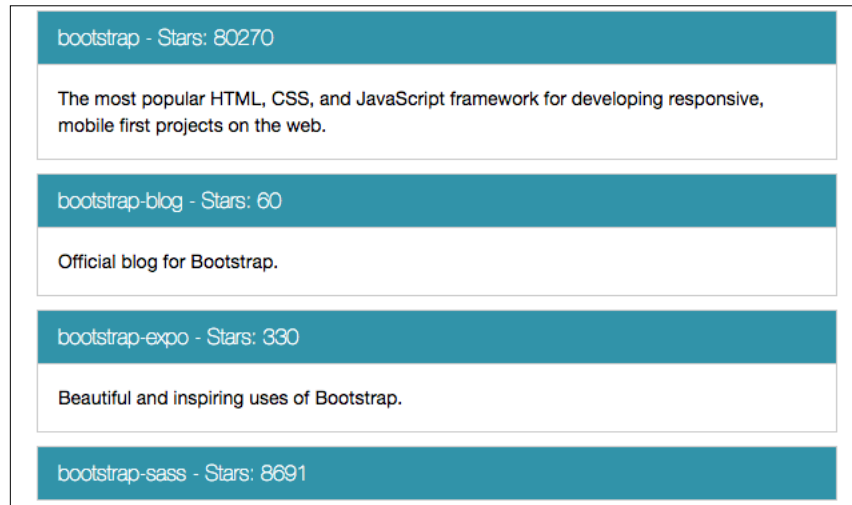 bootstrap - Stars: 80270
The most popular HTML, CSS, and JavaScript framework for developing responsive,
mobile first projects on the web.
bootstrap-blog - Stars: 60
Official blog for Bootstrap.
bootstrap-expo - Stars: 330
Beautiful and inspiring uses of Bootstrap.
bootstrap-sass - Stars: 8691